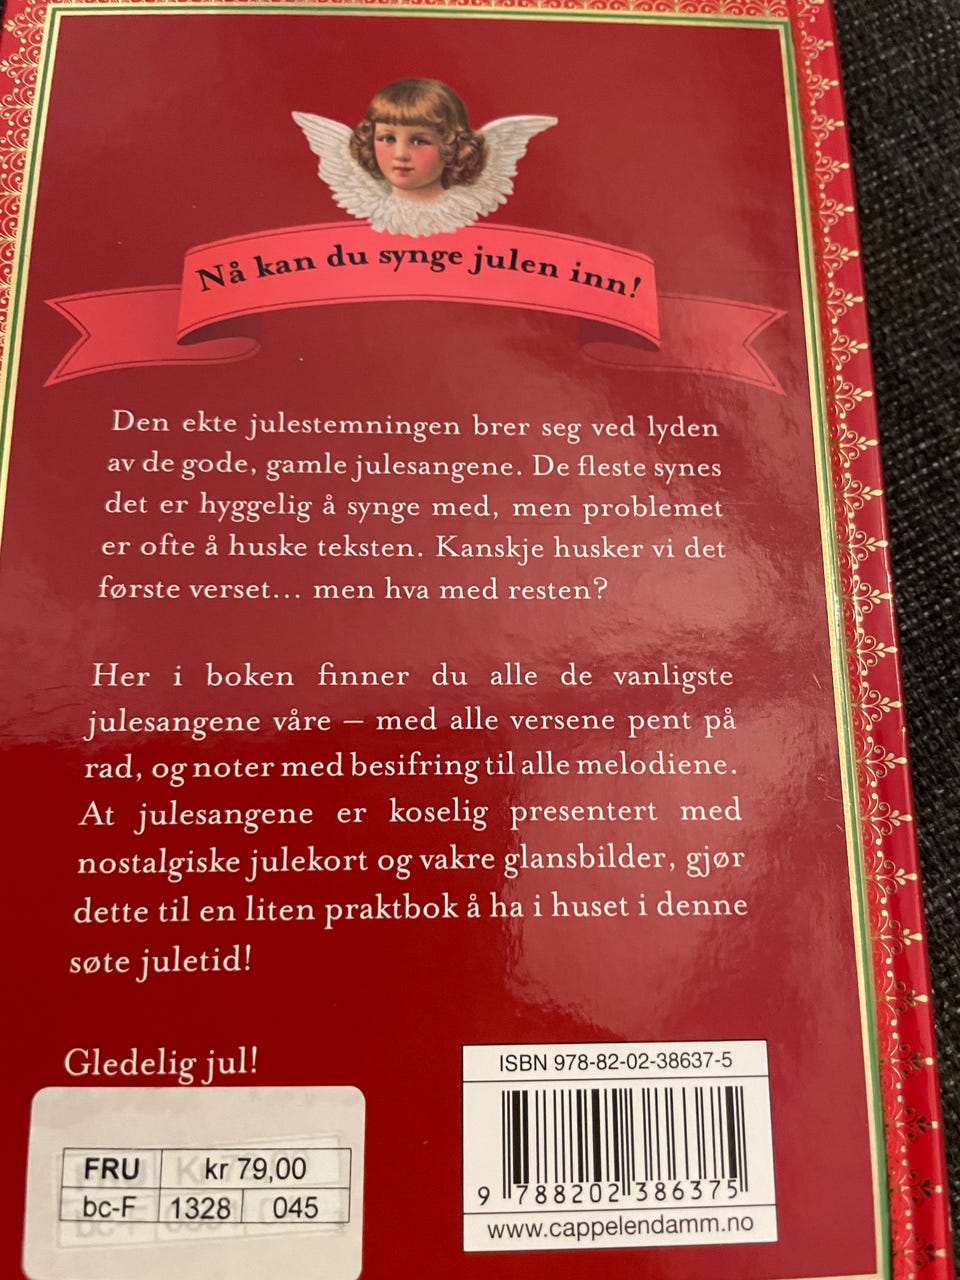 Nå kan du synge julen inn!
Den ekte julestemningen brer seg ved lyden
av de gode, gamle julesangene. De fleste synes
det er hyggelig å synge med, men problemet
er ofte å huske teksten. Kanskje husker vi det
første verset... men hva med resten?
Her i boken finner du alle de vanligste
julesangene våre – med alle versene pent på
rad, og noter med besifring til alle melodiene.
At julesangene er koselig presentert med
nostalgiske julekort og vakre glansbilder, gjør
dette til en liten praktbok å ha i huset i denne
søte juletid!
Gledelig jul!
FRU kr 79,00
bc-F 1328 045
ISBN 978-82-02-38637-5
9 788202 386375
www.cappelendamm.no